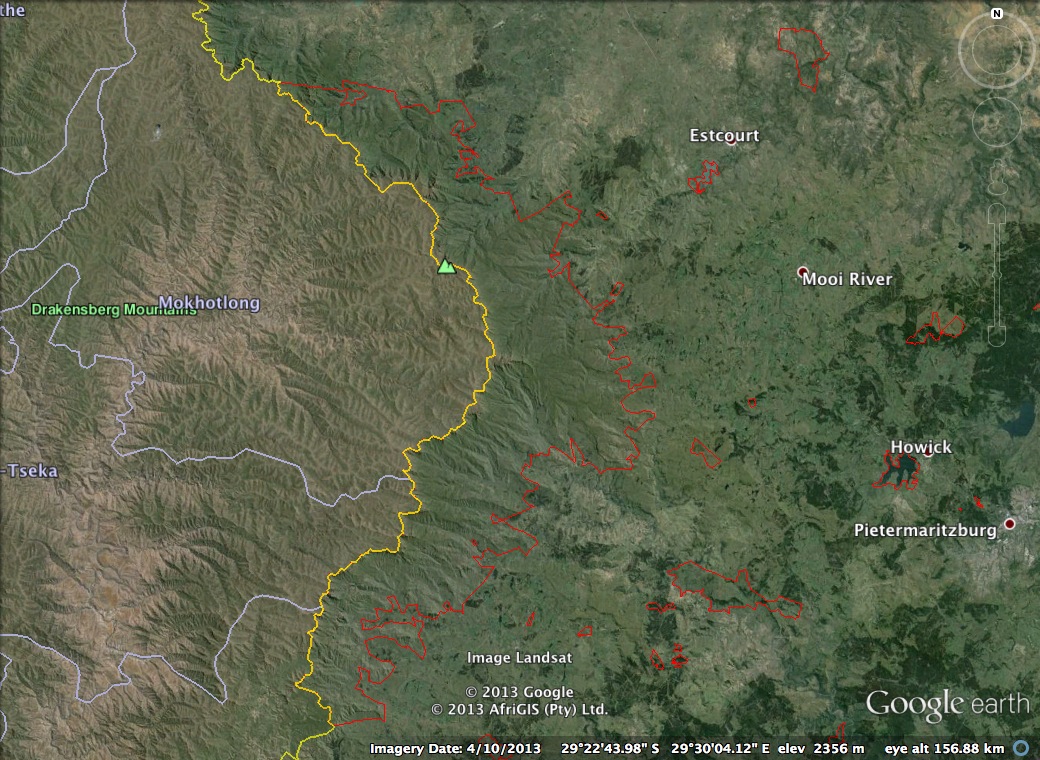 the
N
Estcourt
Mooi River
Drakensberg Mountains
Mokhotlong
Howick
-Tseka
Pietermaritzburg
Image Landsat
© 2013 Google
© 2013 AfriGIS (Pty) Ltd.
Google earth
Imagery Date: 4/10/2013 29°22'43.98" S 29°30'04.12" E elev 2356 m eye alt 156.88 km